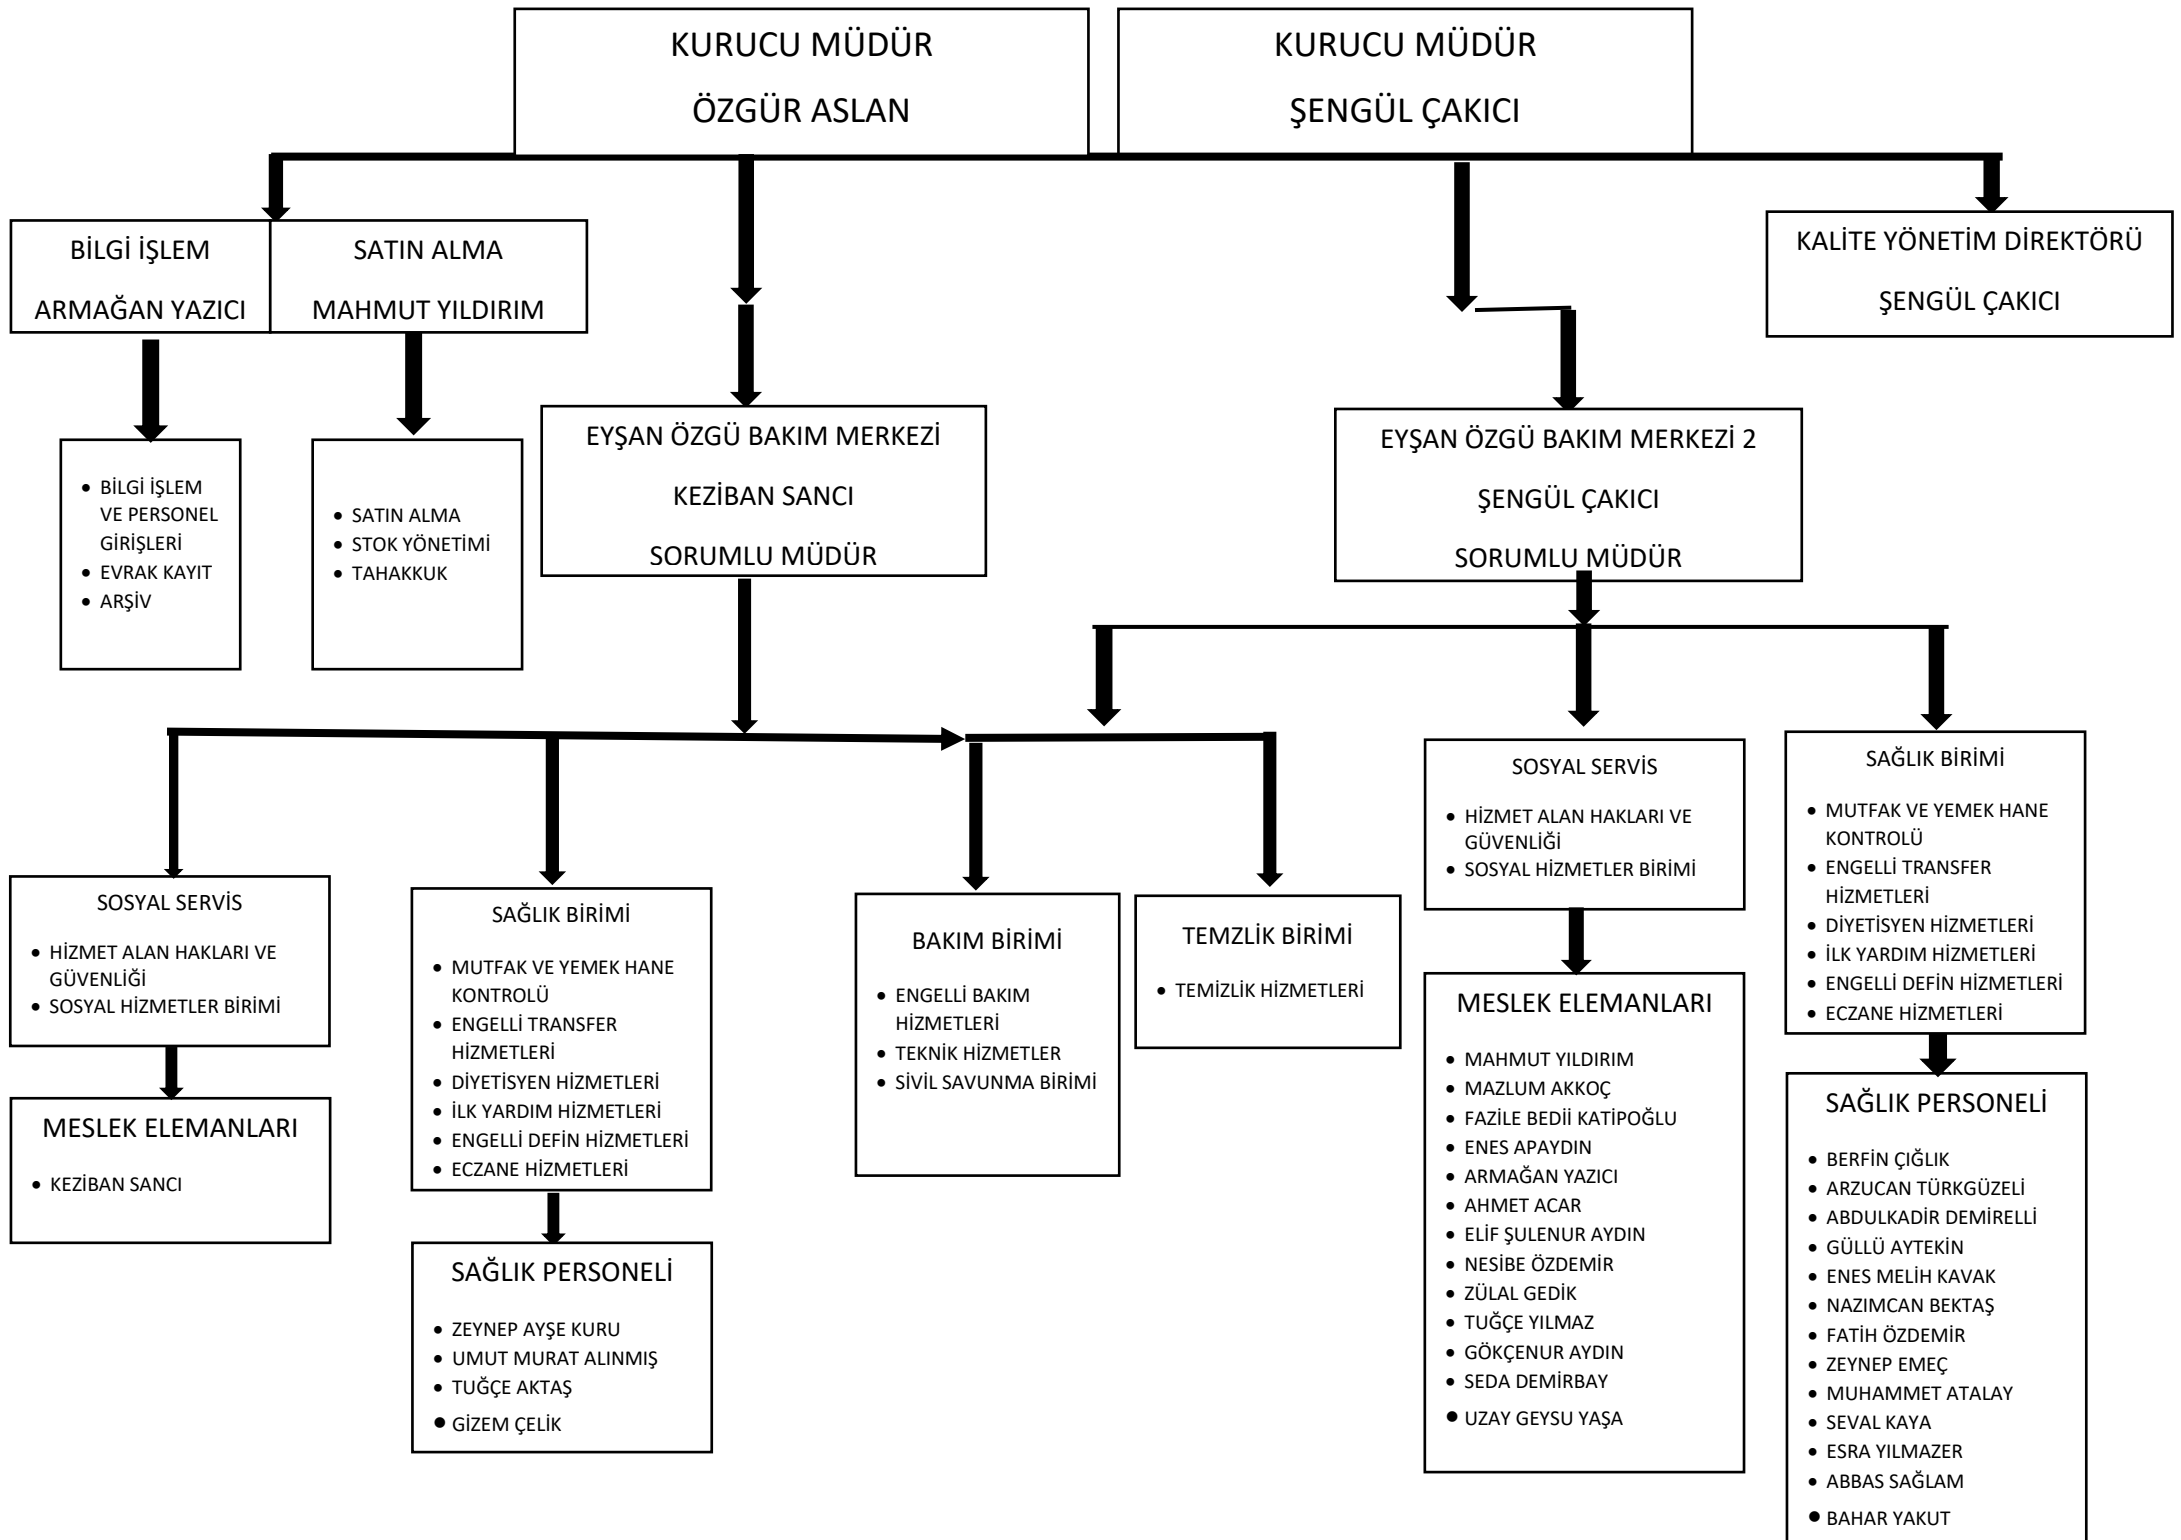 KURUCU MÜDÜR
ÖZGÜR ASLAN
KURUCU MÜDÜR
ŞENGÜL ÇAKICI
BİLGİ İŞLEM
ARMAĞAN YAZICI
SATIN ALMA
MAHMUT YILDIRIM
KALİTE YÖNETİM DİREKTÖRÜ
ŞENGÜL ÇAKICI
• BİLGİ İŞLEM
VE PERSONEL
GİRİŞLERİ
• EVRAK KAYIT
• ARŞİV
• SATIN ALMA
• STOK YÖNETİMİ
• TAHAKKUK
EYŞAN ÖZGÜ BAKIM MERKEZİ
KEZİBAN SANCI
SORUMLU MÜDÜR
EYŞAN ÖZGÜ BAKIM MERKEZİ 2
ŞENGÜL ÇAKICI
SORUMLU MÜDÜR
SOSYAL SERVİS
• HİZMET ALAN HAKLARI VE
GÜVENLİĞİ
• SOSYAL HİZMETLER BİRİMİ
MESLEK ELEMANLARI
• KEZİBAN SANCI
SAĞLIK BİRİMİ
• MUTFAK VE YEMEK HANE
KONTROLÜ
• ENGELLİ TRANSFER
HİZMETLERİ
• DİYETİSYEN HİZMETLERİ
• İLK YARDIM HİZMETLERİ
• ENGELLİ DEFİN HİZMETLERİ
• ECZANE HİZMETLERİ
SAĞLIK PERSONELİ
• ZEYNEP AYŞE KURU
• UMUT MURAT ALINMIŞ
• TUĞÇE AKTAŞ
• GİZEM ÇELİK
BAKIM BİRİMİ
• ENGELLİ BAKIM
HİZMETLERİ
• TEKNİK HİZMETLER
• SİVİL SAVUNMA BİRİMİ
TEMZLİK BİRİMİ
• TEMİZLİK HİZMETLERİ
SOSYAL SERVİS
• HİZMET ALAN HAKLARI VE
GÜVENLİĞİ
• SOSYAL HİZMETLER BİRİMİ
MESLEK ELEMANLARI
• MAHMUT YILDIRIM
• MAZLUM AKKOÇ
• FAZİLE BEDİİ KATİPOĞLU
• ENES APAYDIN
• ARMAĞAN YAZICI
• AHMET ACAR
• ELİF ŞULENUR AYDIN
• NESİBE ÖZDEMİR
• ZÜLAL GEDİK
• TUĞÇE YILMAZ
• GÖKÇENUR AYDIN
• SEDA DEMİRBAY
• UZAY GEYSU YAŞA
SAĞLIK BİRİMİ
• MUTFAK VE YEMEK HANE
KONTROLÜ
• ENGELLİ TRANSFER
HİZMETLERİ
• DİYETİSYEN HİZMETLERİ
• İLK YARDIM HİZMETLERİ
• ENGELLİ DEFİN HİZMETLERİ
• ECZANE HİZMETLERİ
SAĞLIK PERSONELİ
• BERFİN ÇIĞLIK
• ARZUCAN TÜRKGÜZELİ
• ABDULKADİR DEMİRELLİ
• GÜLLÜ AYTEKİN
• ENES MELİH KAVAK
• NAZIMCAN BEKTAŞ
• FATİH ÖZDEMİR
• ZEYNEP EMEÇ
• MUHAMMET ATALAY
• SEVAL KAYA
• ESRA YILMAZER
• ABBAS SAĞLAM
• BAHAR YAKUT